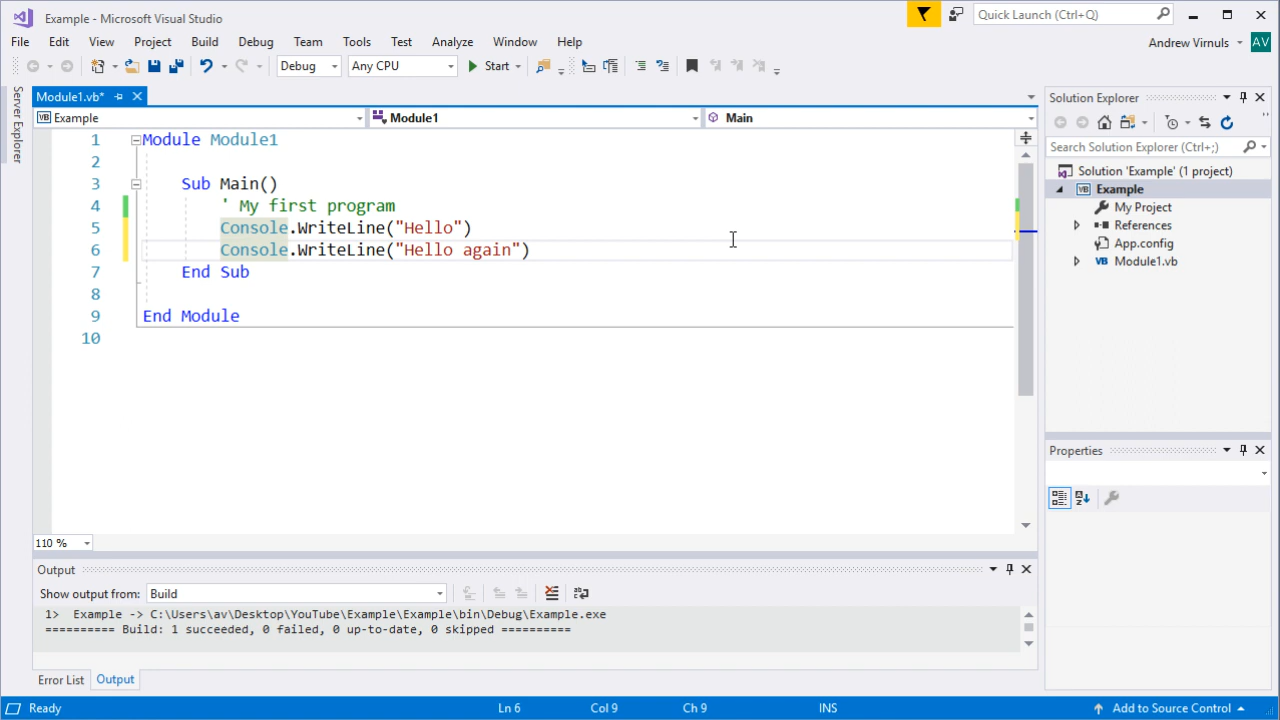 Example - Microsoft Visual Studio
Quick Launch (Ctrl+Q)
File Edit View Project Build Debug Team Tools Test Analyze Window Help
Andrew Virnuls AV
Debug Any CPU Start
Server Explorer
Module1.vb*
Example Module1 Main
1 Module Module1
2
3 Sub Main()
4 ' My first program
5 Console.WriteLine("Hello")
6 Console.WriteLine("Hello again")
7 End Sub
8
9 End Module
10
110 %
Solution Explorer
Search Solution Explorer (Ctrl+;)
Solution 'Example' (1 project)
VB Example
My Project
References
App.config
VB Module1.vb
Properties
Output
Show output from: Build
1> Example -> C:\Users\av\Desktop\YouTube\Example\Example\bin\Debug\Example.exe
========== Build: 1 succeeded, 0 failed, 0 up-to-date, 0 skipped ==========
Error List Output
Ready Ln 6 Col 9 Ch 9 INS Add to Source Control